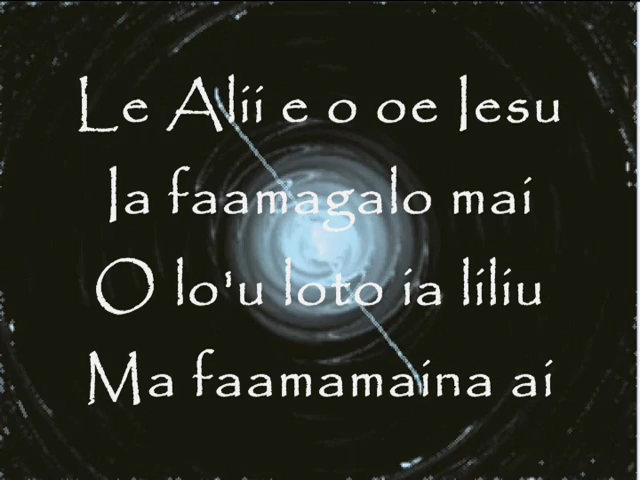 Le Alii e o oe Iesu
Ia faamagalo mai
O lo'u loto ia liliu
Ma faamamaina ai